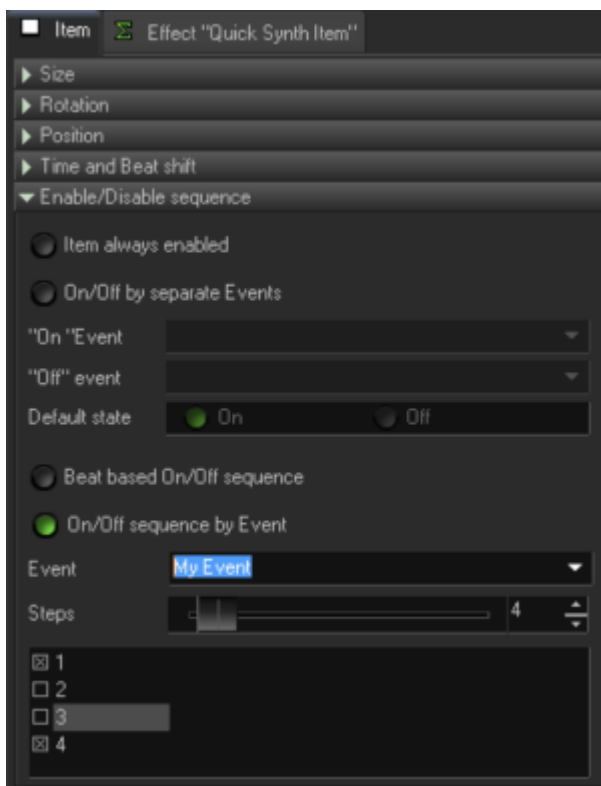 Item Effect "Quick Synth Item"
Size
Rotation
Position
Time and Beat shift
Enable/Disable sequence
Item always enabled
On/Off by separate Events
"On "Event
"Off" event
Default state On Off
Beat based On/Off sequence
On/Off sequence by Event
Event My Event
Steps 4
1
2
3
4